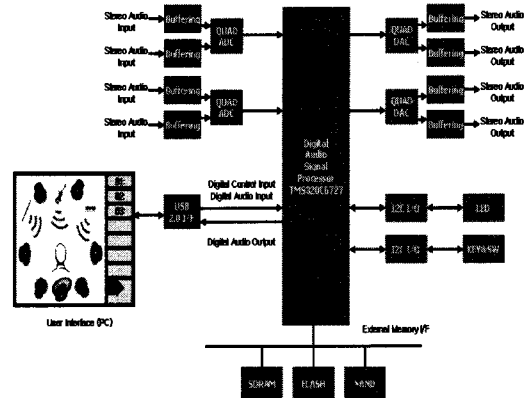 Stereo Audio
Input
Buffering
Stereo Audio
Input
Buffering
QUAD
ADC
Stereo Audio
Input
Buffering
Stereo Audio
Input
Buffering
QUAD
ADC
Digital
Audio
Signal
Processor
TMS320C6727
QUAD
DAC
Buffering
Stereo Audio
Output
Buffering
Stereo Audio
Output
QUAD
DAC
Buffering
Stereo Audio
Output
Buffering
Stereo Audio
Output
01
02
03
User Interface (PC)
USB
2.0 I/F
Digital Control Input
Digital Audio Input
Digital Audio Output
I2C I/O
LED
I2C I/O
KEY&SW
External Memory I/F
SDRAM
FLASH
NAND